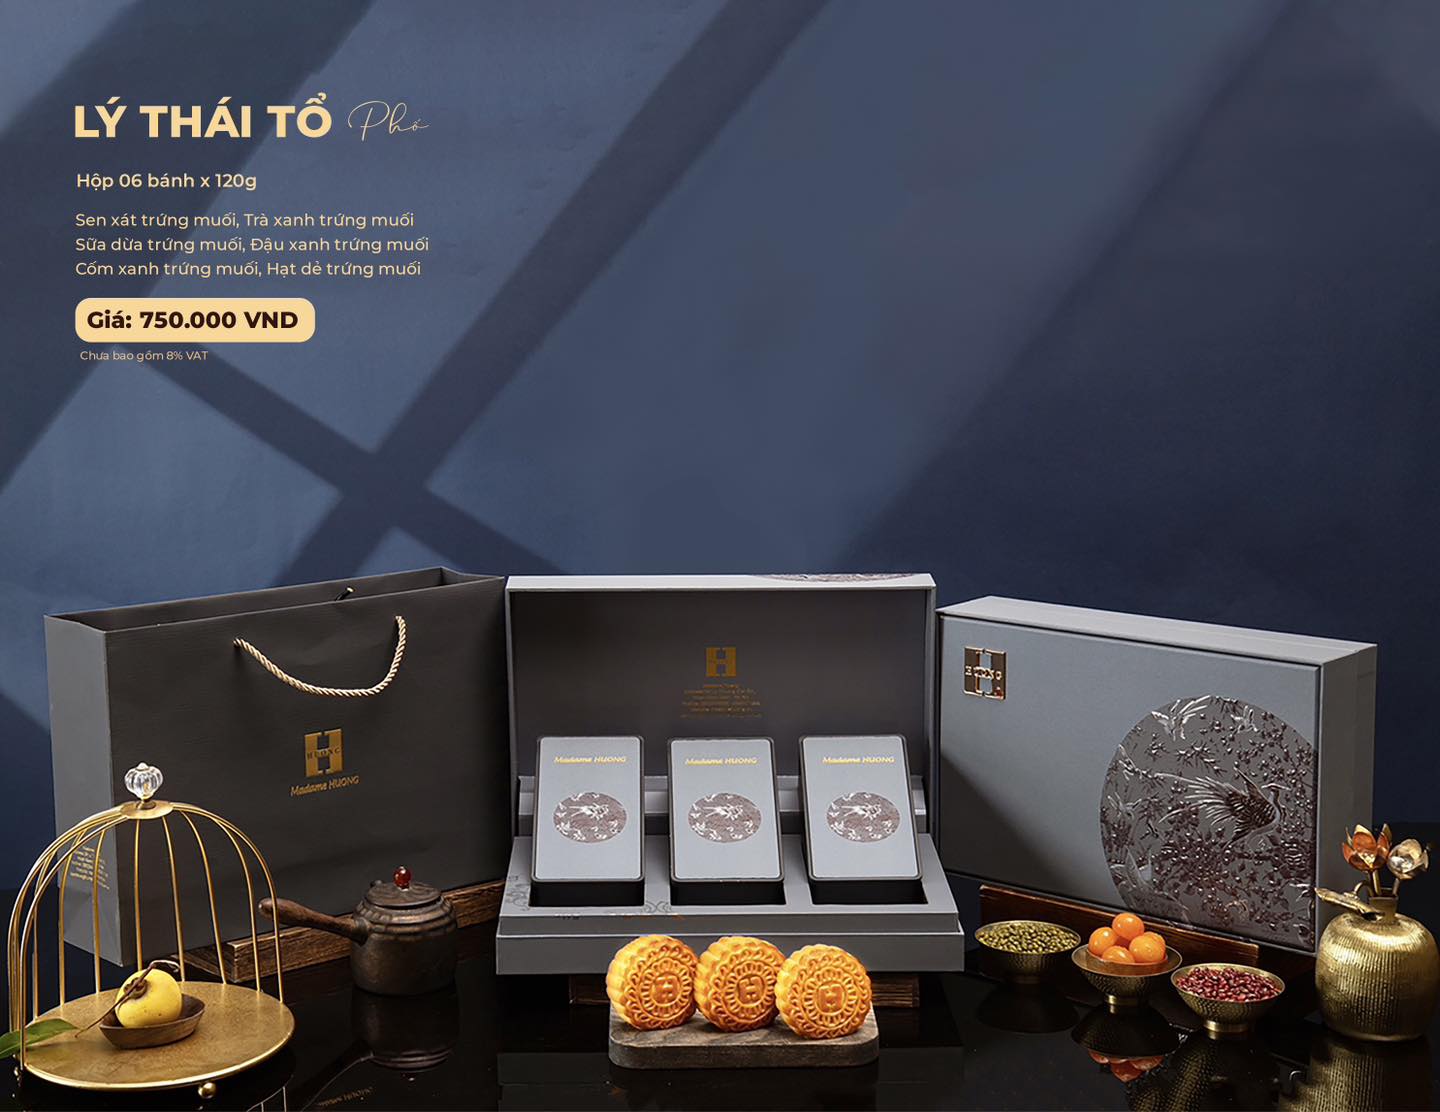 LÝ THÁI TỔ Phố
Hộp 06 bánh x 120g
Sen xát trứng muối, Trà xanh trứng muối
Sữa dừa trứng muối, Đậu xanh trứng muối
Cốm xanh trứng muối, Hạt dẻ trứng muối
Giá: 750.000 VND
Chưa bao gồm 8% VAT
H
HUONG
Madame HUONG
H
Madame HUONG
Madame HUONG
Madame HUONG
H
HUONG
H
H
H